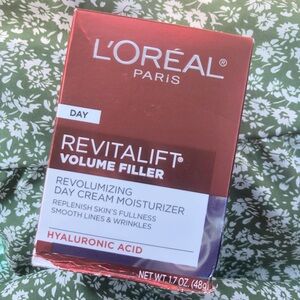 L'ORÉAL®
PARIS
DAY
REVITALIFT®
VOLUME FILLER
REVOLUMIZING
DAY CREAM MOISTURIZER
REPLENISH SKIN'S FULLNESS
SMOOTH LINES & WRINKLES
HYALURONIC ACID
NET WT. 1.7 OZ. (48g)